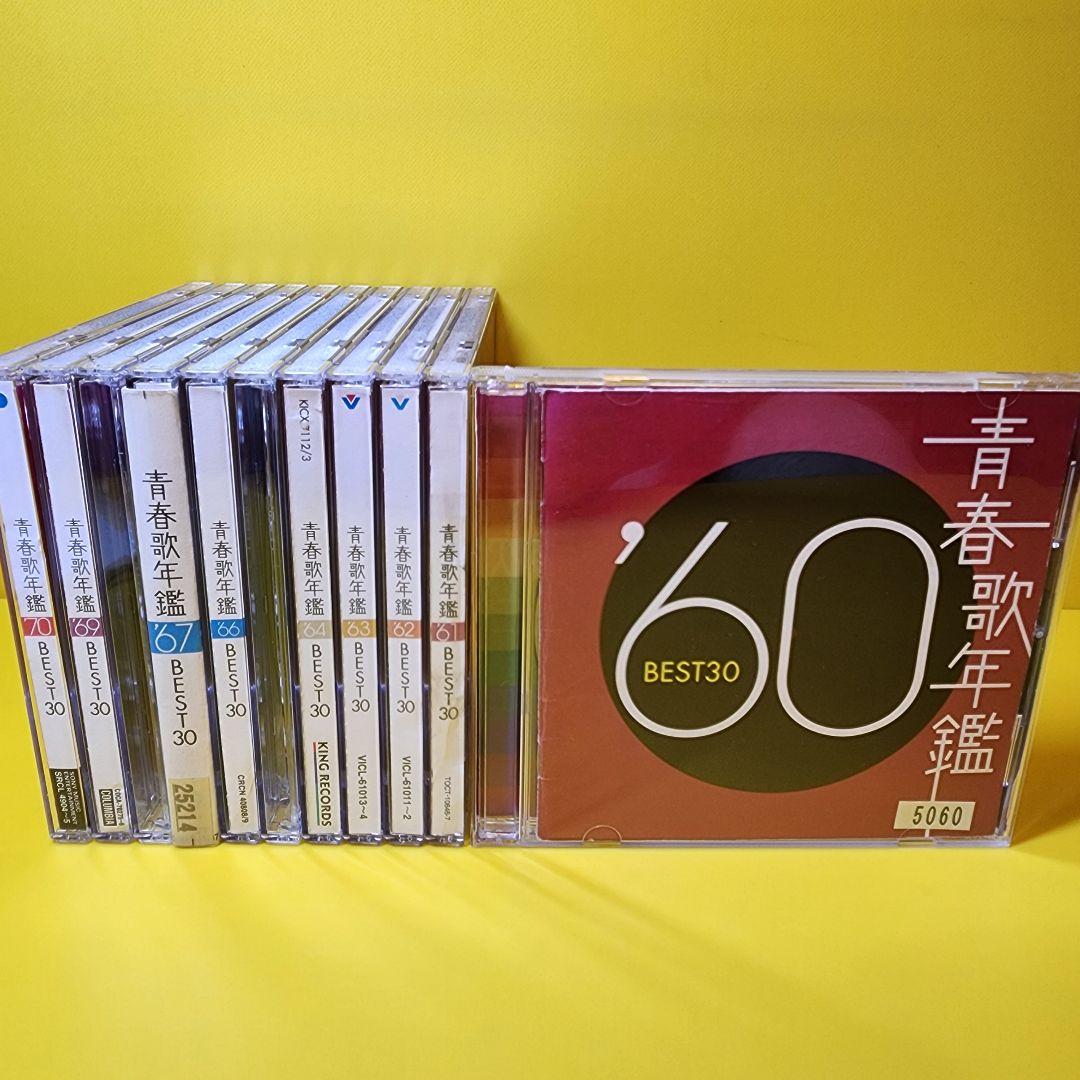 青春歌年鑑
'70
BEST
30
SONY MUSIC
ENTERTAINMENT
SRCL 4904~5
青春歌年鑑
'69
BEST
30
COLUMBIA
青春歌年鑑
'67
BEST
30
25214
青春歌年鑑
'66
BEST
30
CRCN 40808/9
青春歌年鑑
'64
BEST
30
KING RECORDS
青春歌年鑑
'63
BEST
30
VICL-61013~4
青春歌年鑑
'62
BEST
30
VICL-61011~2
青春歌年鑑
'61
BEST
30
青春歌年鑑
'60
BEST30
5060